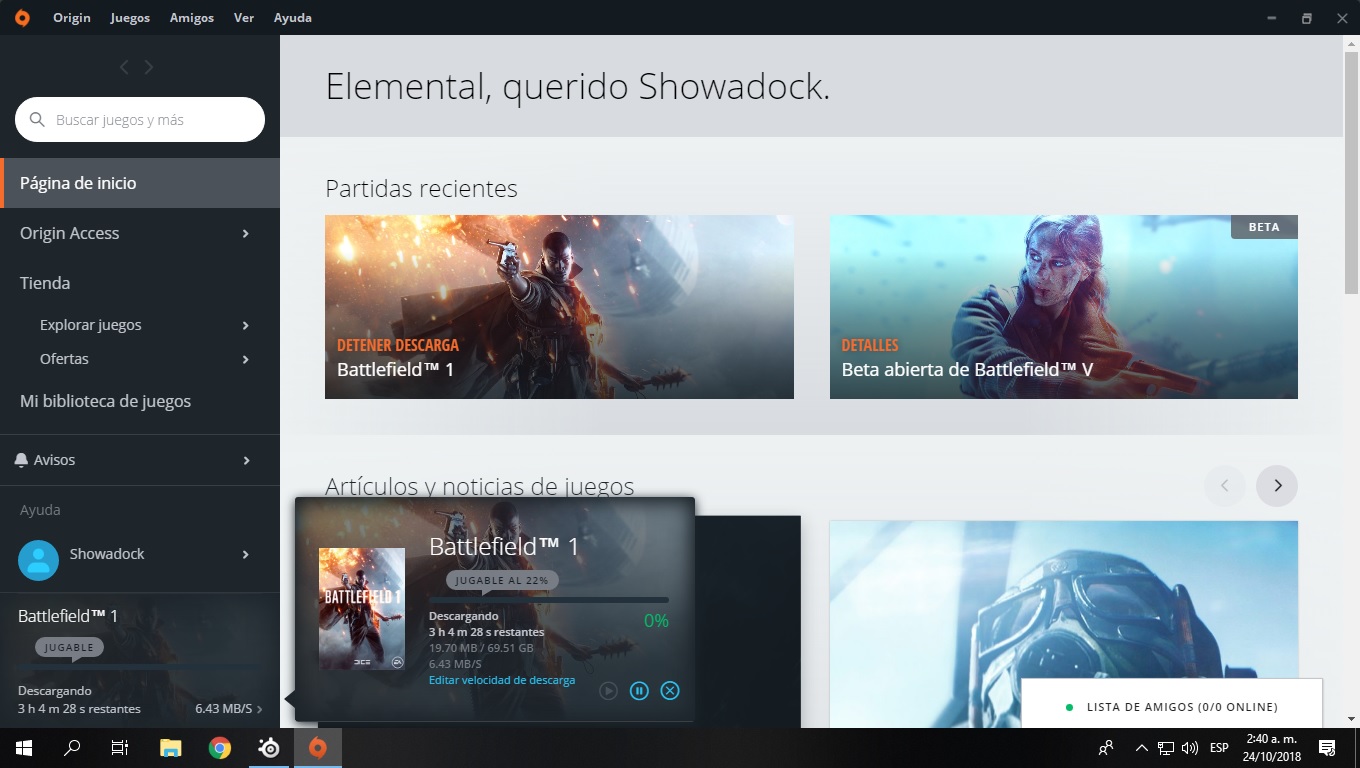 Origin Juegos Amigos Ver Ayuda
Buscar juegos y más
Página de inicio
Origin Access
Tienda
Explorar juegos
Ofertas
Mi biblioteca de juegos
Avisos
Ayuda
Showadock
Battlefield™ 1
JUGABLE
Descargando
3 h 4 m 28 s restantes 6.43 MB/S
Elemental, querido Showadock.
Partidas recientes
DETENER DESCARGA
Battlefield™ 1
BETA
DETALLES
Beta abierta de Battlefield™ V
Artículos y noticias de juegos
Battlefield™ 1
JUGABLE AL 22%
BATTLEFIELD 1
DICE
EA
Descargando
0%
3 h 4 m 28 s restantes
19.70 MB / 69.51 GB
6.43 MB/S
Editar velocidad de descarga
LISTA DE AMIGOS (0/0 ONLINE)
ESP
2:40 a. m.
24/10/2018